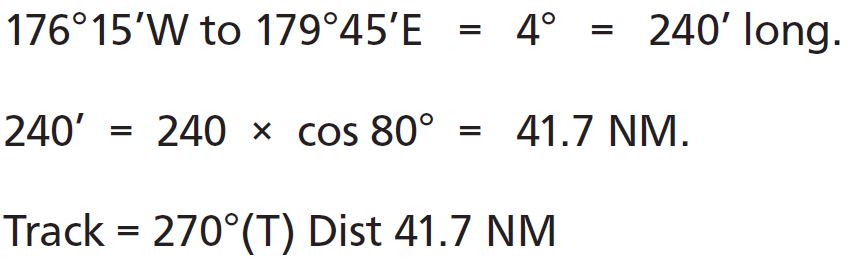 176°15′W to 179°45′E = 4° = 240′ long.
240′ = 240 × cos 80° = 41.7 NM.
Track = 270°(T) Dist 41.7 NM